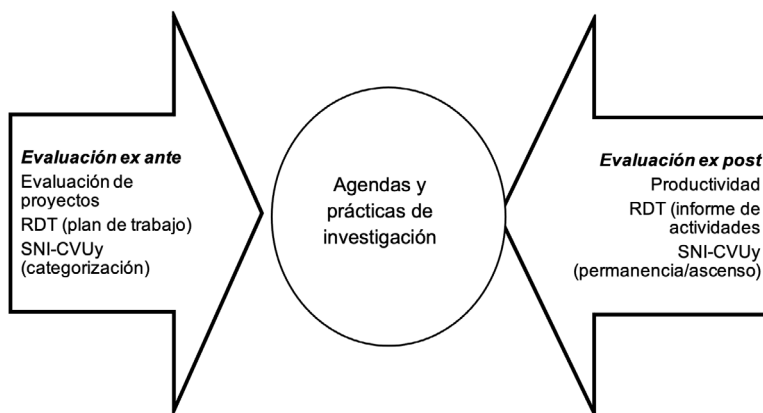 Evaluación ex ante
Evaluación de
proyectos
RDT (plan de trabajo)
SNI-CVUy
(categorización)
Agendas y
prácticas de
investigación
Evaluación ex post
Productividad
RDT (informe de
actividades
SNI-CVUy
(permanencia/ascenso)